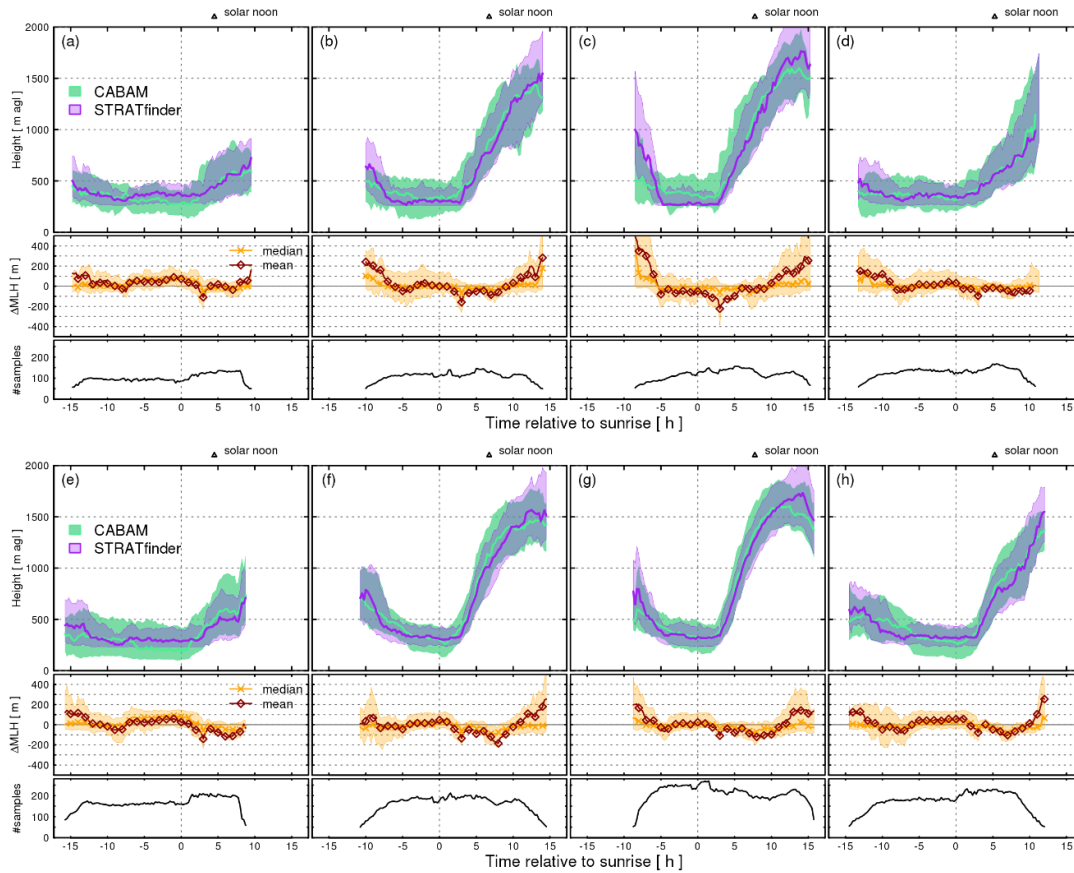 solar noon solar noon solar noon solar noon
2000 (a) (b) (c) (d)
1500
CABAM
STRATfinder
1000
500
0
Height [ m agl ]
400 median
200 mean
0
-200
-400
ΔMLH [ m ]
200
100
0
#samples
-15 -10 -5 0 5 10 15 -15 -10 -5 0 5 10 15 -15 -10 -5 0 5 10 15 -15 -10 -5 0 5 10 15
Time relative to sunrise [ h ] Time relative to sunrise [ h ]
solar noon solar noon solar noon solar noon
2000 (e) (f) (g) (h)
1500
CABAM
STRATfinder
1000
500
0
Height [ m agl ]
400 median
200 mean
0
-200
-400
ΔMLH [ m ]
200
100
0
#samples
-15 -10 -5 0 5 10 15 -15 -10 -5 0 5 10 15 -15 -10 -5 0 5 10 15 -15 -10 -5 0 5 10 15
Time relative to sunrise [ h ]